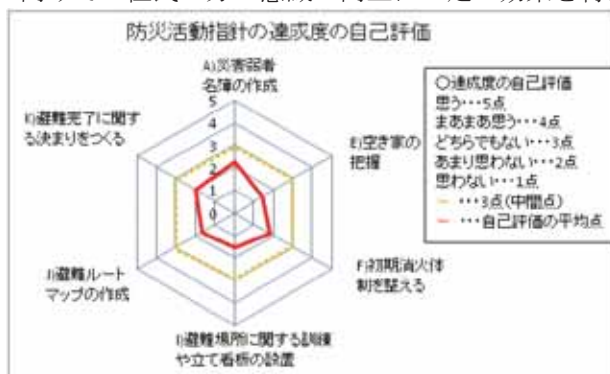 防災活動指針の達成度の自己評価
A)災害弱者
名簿の作成
5
4
3
2
1
0
E)空き家の
把握
F)初期消火体
制を整える
I)避難場所に関する訓練
や立て看板の設置
J)避難ルート
マップの作成
K)避難完了に関す
る決まりをつくる
○達成度の自己評価
思う・・・5点
まあまあ思う・・・4点
どちらでもない・・・3点
あまり思わない・・・2点
思わない・・・1点
・・・3点(中間点)
・・・自己評価の平均点